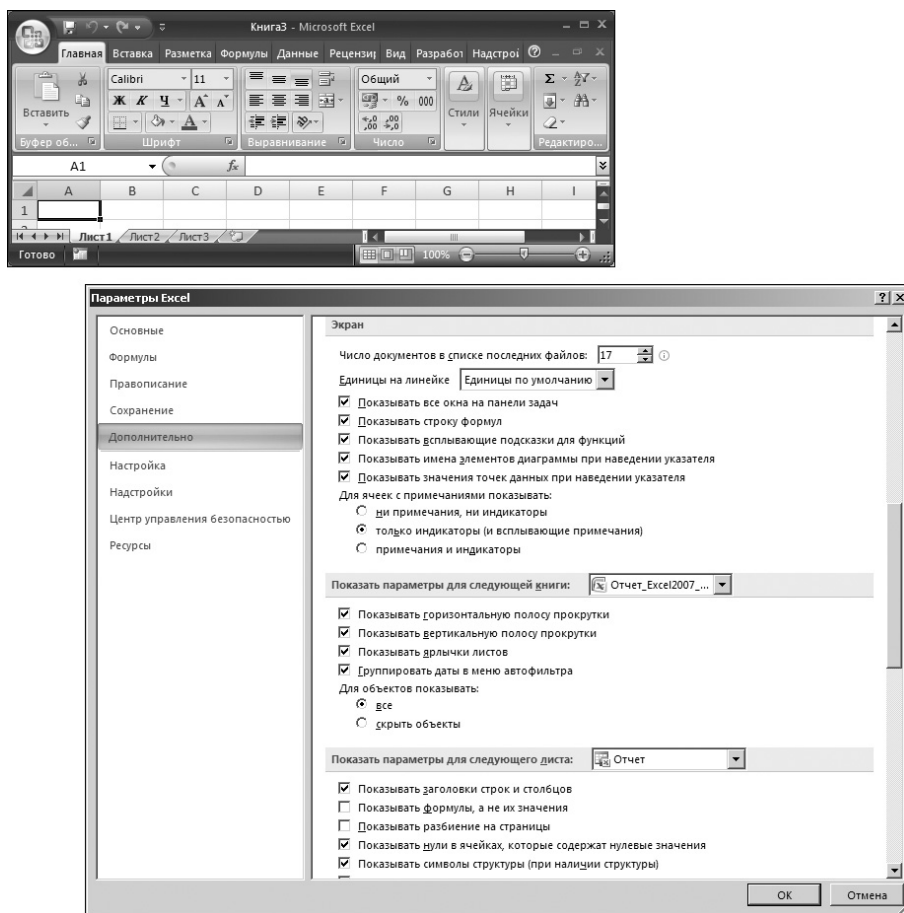 Книга3 - Microsoft Excel
Главная Вставка Разметка Формулы Данные Рецензир Вид Разработ Надстрой
Calibri 11 Общий Σ
Вставить Ж К Ч А А % 000 Стили Ячейки
Буфер об... Шрифт Выравнивание Число Редактиро...
A1 fx
A B C D E F G H I
1
Лист1 Лист2 Лист3
Готово 100%
Параметры Excel
Основные
Формулы
Правописание
Сохранение
Дополнительно
Настройка
Надстройки
Центр управления безопасностью
Ресурсы
Экран
Число документов в списке последних файлов: 17
Единицы на линейке Единицы по умолчанию
Показывать все окна на панели задач
Показывать строку формул
Показывать всплывающие подсказки для функций
Показывать имена элементов диаграммы при наведении указателя
Показывать значения точек данных при наведении указателя
Для ячеек с примечаниями показывать:
ни примечания, ни индикаторы
только индикаторы (и всплывающие примечания)
примечания и индикаторы
Показать параметры для следующей книги: Отчет_Excel2007_...
Показывать горизонтальную полосу прокрутки
Показывать вертикальную полосу прокрутки
Показывать ярлычки листов
Группировать даты в меню автофильтра
Для объектов показывать:
все
скрыть объекты
Показать параметры для следующего листа: Отчет
Показывать заголовки строк и столбцов
Показывать формулы, а не их значения
Показывать разбиение на страницы
Показывать нули в ячейках, которые содержат нулевые значения
Показывать символы структуры (при наличии структуры)
ОК Отмена